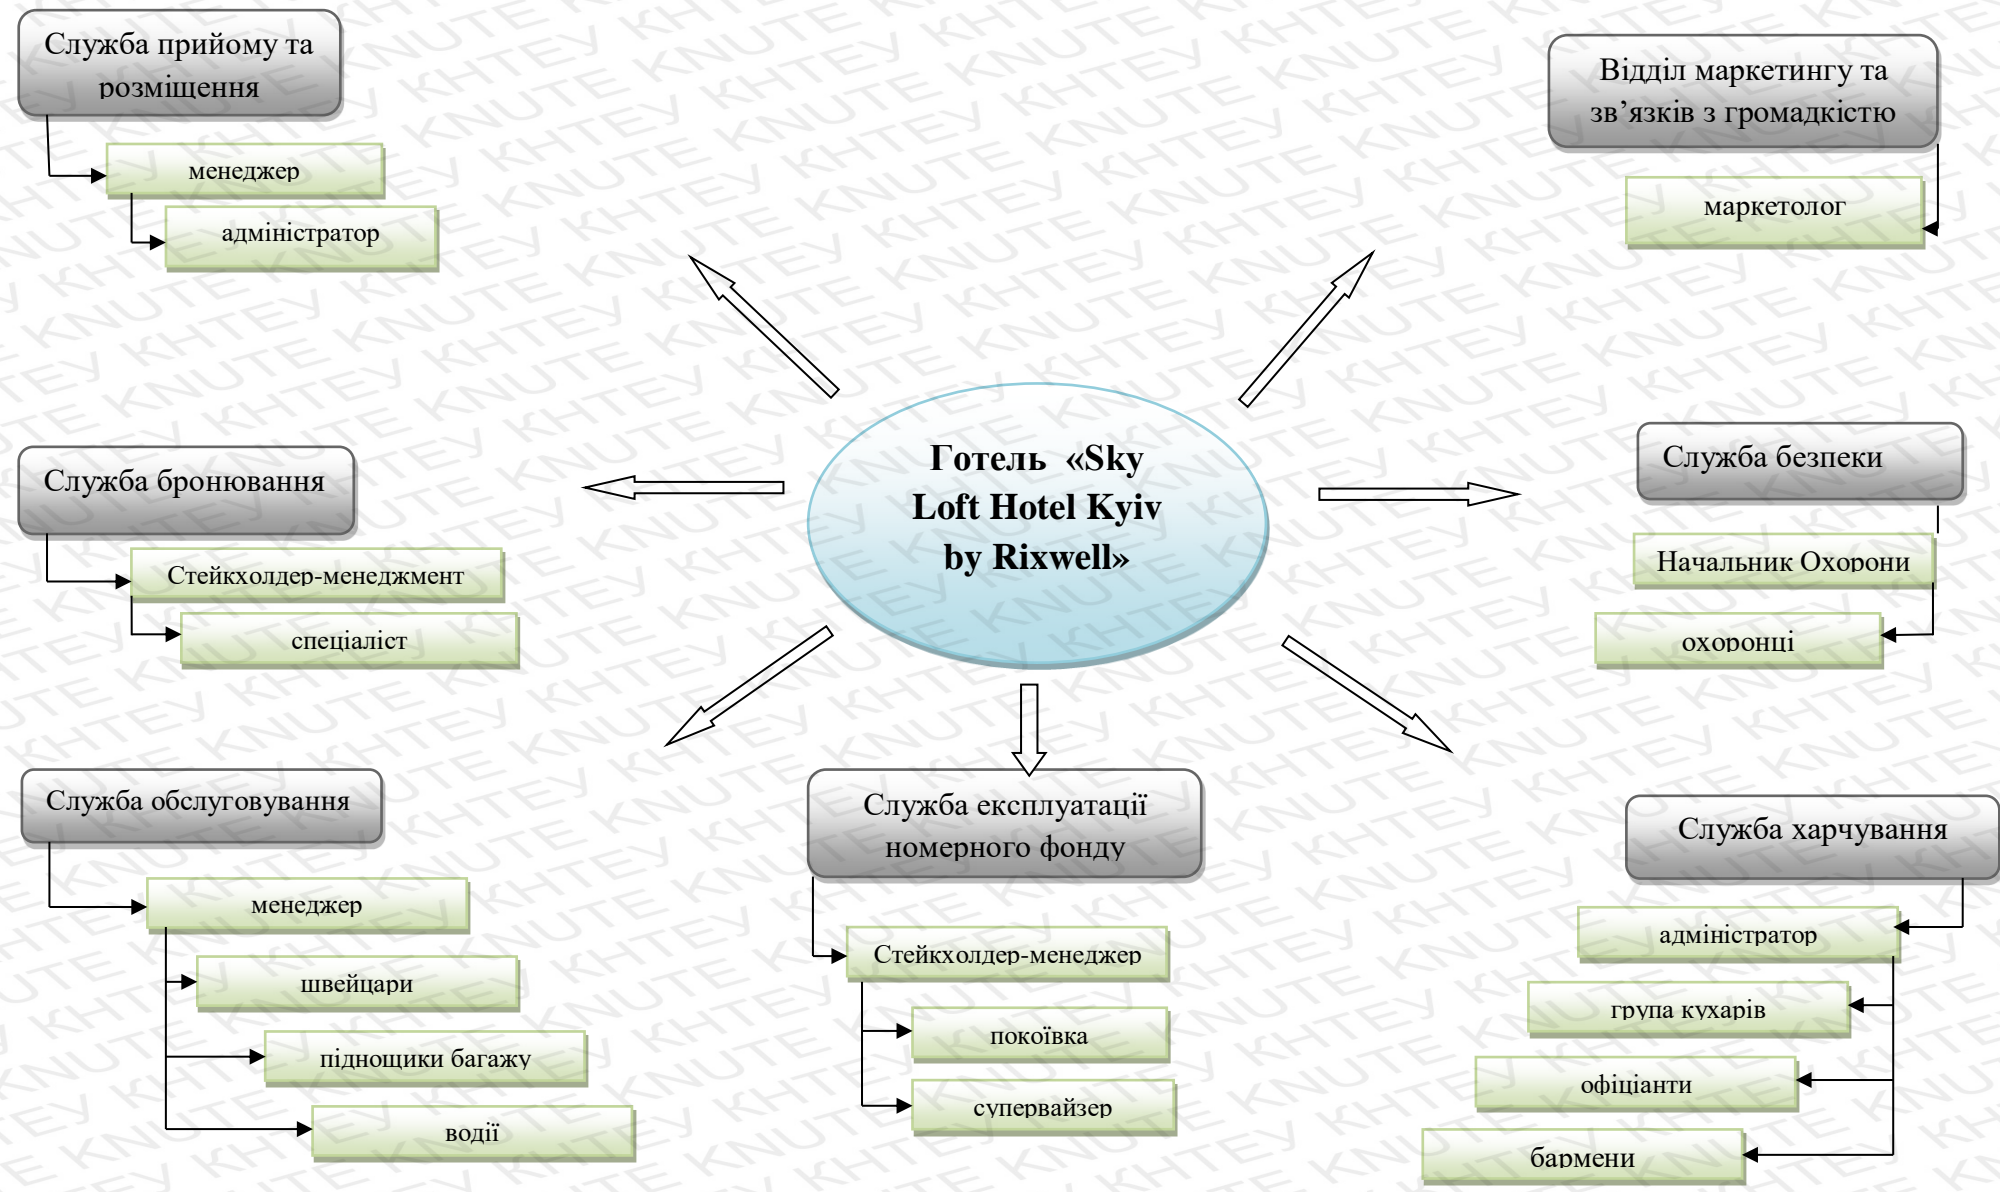 Служба прийому та
розміщення
менеджер
адміністратор
Відділ маркетингу та
зв’язків з громадкістю
маркетолог
Готель «Sky
Loft Hotel Kyiv
by Rixwell»
Служба бронювання
Стейкхолдер-менеджмент
спеціаліст
Служба безпеки
Начальник Охорони
охоронці
Служба обслуговування
менеджер
швейцари
піднощики багажу
водії
Служба експлуатації
номерного фонду
Стейкхолдер-менеджер
покоївка
супервайзер
Служба харчування
адміністратор
група кухарів
офіціанти
бармени